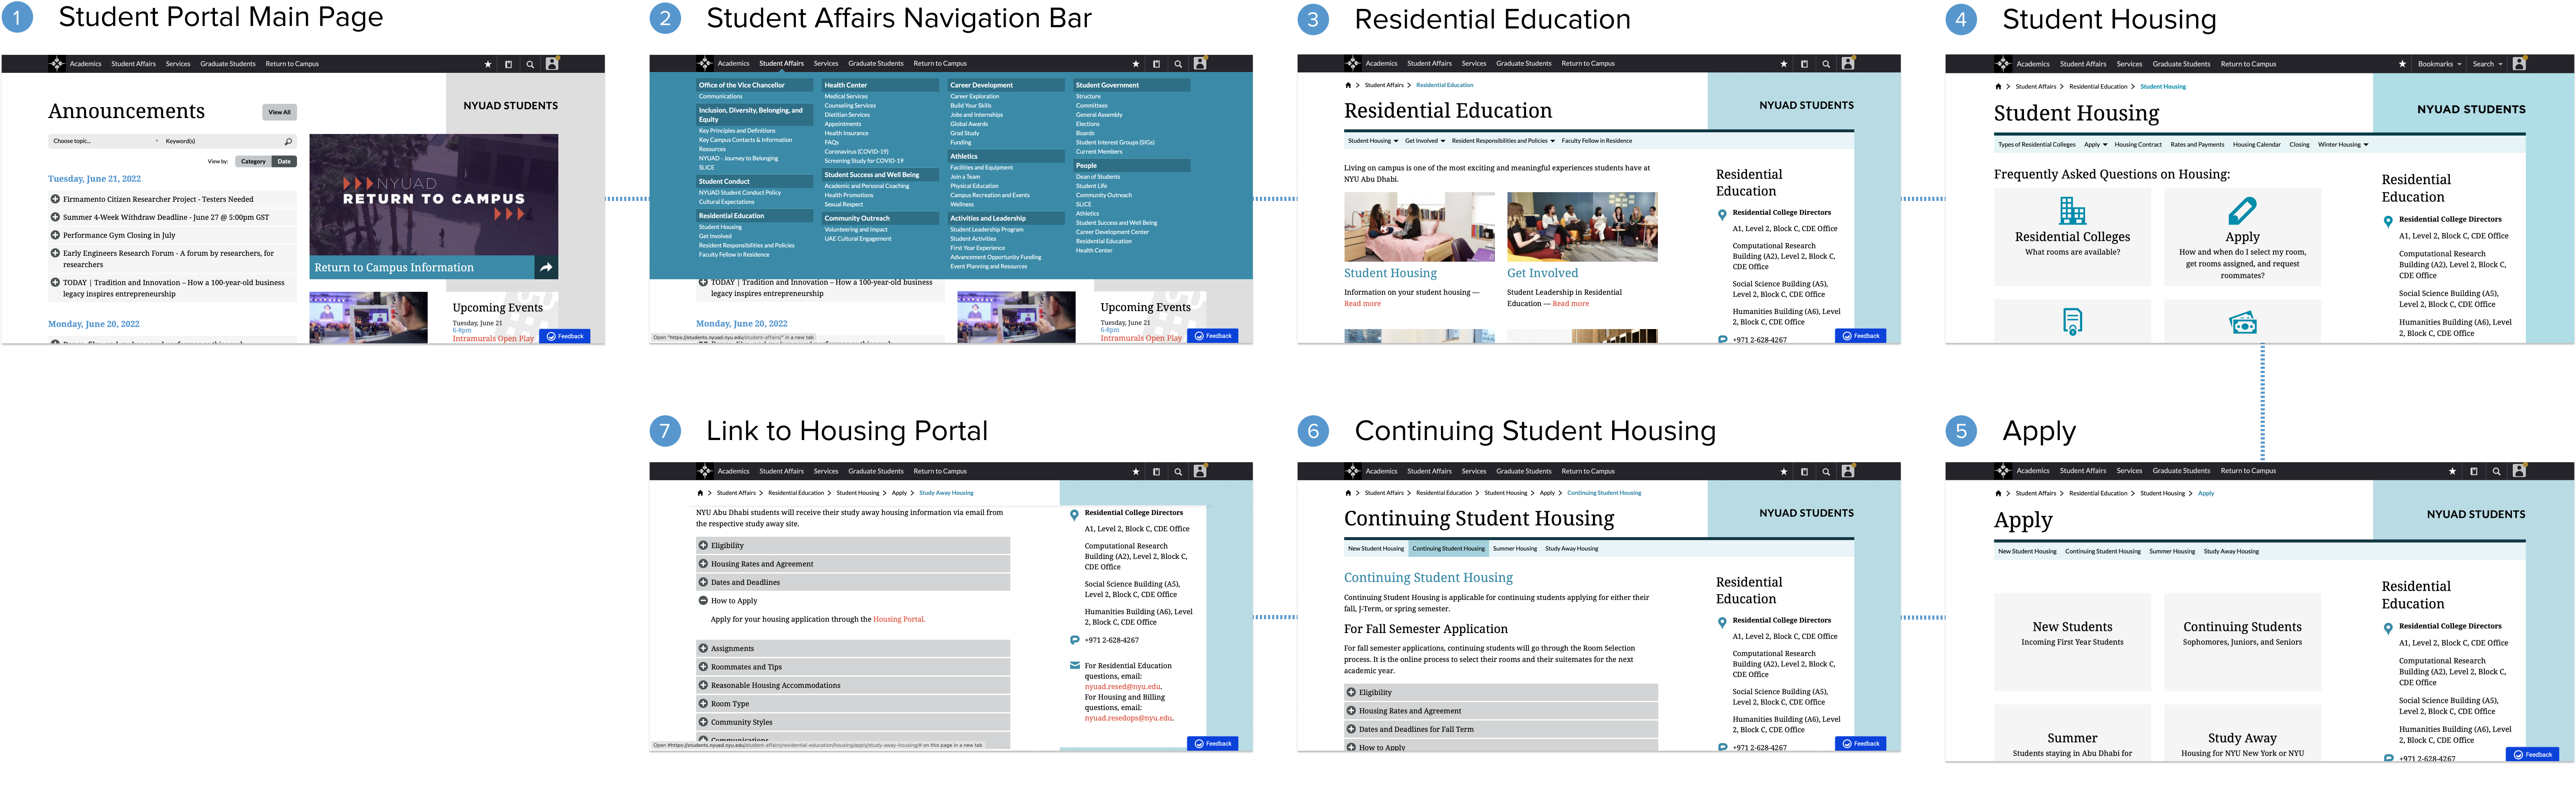 1 Student Portal Main Page
Academics Student Affairs Services Graduate Students Return to Campus
Announcements
View All
NYUAD STUDENTS
Choose topic... Keyword(s)
View by: Category Date
Tuesday, June 21, 2022
Firmamento Citizen Researcher Project - Testers Needed
Summer 4-Week Withdraw Deadline - June 27 @ 5:00pm GST
Performance Gym Closing in July
Early Engineers Research Forum - A forum by researchers, for
researchers
TODAY | Tradition and Innovation – How a 100-year-old business
legacy inspires entrepreneurship
Monday, June 20, 2022
NYUAD
RETURN TO CAMPUS
Return to Campus Information
Upcoming Events
Tuesday, June 21
6-8pm
Intramurals Open Play
Feedback
2 Student Affairs Navigation Bar
Academics Student Affairs Services Graduate Students Return to Campus
Office of the Vice Chancellor
Communications
Inclusion, Diversity, Belonging, and
Equity
Key Principles and Definitions
Key Campus Contacts & Information
Resources
NYUAD - Journey to Belonging
SLICE
Student Conduct
NYUAD Student Conduct Policy
Cultural Expectations
Residential Education
Student Housing
Get Involved
Resident Responsibilities and Policies
Faculty Fellow in Residence
Health Center
Medical Services
Counseling Services
Dietitian Services
Appointments
Health Insurance
FAQs
Coronavirus (COVID-19)
Screening Study for COVID-19
Student Success and Well Being
Academic and Personal Coaching
Health Promotions
Sexual Respect
Community Outreach
Volunteering and Impact
UAE Cultural Engagement
Career Development
Career Exploration
Build Your Skills
Jobs and Internships
Global Awards
Grad Study
Funding
Athletics
Facilities and Equipment
Join a Team
Physical Education
Campus Recreation and Events
Wellness
Activities and Leadership
Student Leadership Program
Student Activities
First Year Experience
Advancement Opportunity Funding
Event Planning and Resources
Student Government
Structure
Committees
General Assembly
Elections
Boards
Student Interest Groups (SIGs)
Current Members
People
Dean of Students
Student Life
Community Outreach
SLICE
Athletics
Student Success and Well Being
Career Development Center
Residential Education
Health Center
TODAY | Tradition and Innovation – How a 100-year-old business
legacy inspires entrepreneurship
Monday, June 20, 2022
Open "https://students.nyuad.nyu.edu/student-affairs/" in a new tab
Upcoming Events
Tuesday, June 21
6-8pm
Intramurals Open Play
Feedback
3 Residential Education
Academics Student Affairs Services Graduate Students Return to Campus
Student Affairs Residential Education
Residential Education
NYUAD STUDENTS
Student Housing Get Involved Resident Responsibilities and Policies Faculty Fellow in Residence
Living on campus is one of the most exciting and meaningful experiences students have at
NYU Abu Dhabi.
Student Housing
Information on your student housing —
Read more
Get Involved
Student Leadership in Residential
Education — Read more
Residential
Education
Residential College Directors
A1, Level 2, Block C, CDE Office
Computational Research
Building (A2), Level 2, Block C,
CDE Office
Social Science Building (A5),
Level 2, Block C, CDE Office
Humanities Building (A6), Level
2, Block C, CDE Office
+971 2-628-4267
Feedback
4 Student Housing
Academics Student Affairs Services Graduate Students Return to Campus
Bookmarks Search
Student Affairs Residential Education Student Housing
Student Housing
NYUAD STUDENTS
Types of Residential Colleges Apply Housing Contract Rates and Payments Housing Calendar Closing Winter Housing
Frequently Asked Questions on Housing:
Residential Colleges
What rooms are available?
Apply
How and when do I select my room,
get rooms assigned, and request
roommates?
Residential
Education
Residential College Directors
A1, Level 2, Block C, CDE Office
Computational Research
Building (A2), Level 2, Block C,
CDE Office
Social Science Building (A5),
Level 2, Block C, CDE Office
Humanities Building (A6), Level
2, Block C, CDE Office
7 Link to Housing Portal
Academics Student Affairs Services Graduate Students Return to Campus
Student Affairs Residential Education Student Housing Apply Study Away Housing
NYU Abu Dhabi students will receive their study away housing information via email from
the respective study away site.
Eligibility
Housing Rates and Agreement
Dates and Deadlines
How to Apply
Apply for your housing application through the Housing Portal.
Assignments
Roommates and Tips
Reasonable Housing Accommodations
Room Type
Community Styles
Communications
Open #https://students.nyuad.nyu.edu/student-affairs/residential-education/housing/apply/study-away-housing/# on this page in a new tab
Residential College Directors
A1, Level 2, Block C, CDE Office
Computational Research
Building (A2), Level 2, Block C,
CDE Office
Social Science Building (A5),
Level 2, Block C, CDE Office
Humanities Building (A6), Level
2, Block C, CDE Office
+971 2-628-4267
For Residential Education
questions, email:
nyuad.resed@nyu.edu.
For Housing and Billing
questions, email:
nyuad.resedops@nyu.edu.
Feedback
6 Continuing Student Housing
Academics Student Affairs Services Graduate Students Return to Campus
Student Affairs Residential Education Student Housing Apply Continuing Student Housing
Continuing Student Housing
NYUAD STUDENTS
New Student Housing Continuing Student Housing Summer Housing Study Away Housing
Continuing Student Housing
Continuing Student Housing is applicable for continuing students applying for either their
fall, J-Term, or spring semester.
For Fall Semester Application
For fall semester applications, continuing students will go through the Room Selection
process. It is the online process to select their rooms and their suitemates for the next
academic year.
Eligibility
Housing Rates and Agreement
Dates and Deadlines for Fall Term
How to Apply
Residential
Education
Residential College Directors
A1, Level 2, Block C, CDE Office
Computational Research
Building (A2), Level 2, Block C,
CDE Office
Social Science Building (A5),
Level 2, Block C, CDE Office
Humanities Building (A6), Level
2, Block C, CDE Office
+971 2-628-4267
Feedback
5 Apply
Academics Student Affairs Services Graduate Students Return to Campus
Student Affairs Residential Education Student Housing Apply
Apply
NYUAD STUDENTS
New Student Housing Continuing Student Housing Summer Housing Study Away Housing
New Students
Incoming First Year Students
Continuing Students
Sophomores, Juniors, and Seniors
Summer
Students staying in Abu Dhabi for
Study Away
Housing for NYU New York or NYU
Residential
Education
Residential College Directors
A1, Level 2, Block C, CDE Office
Computational Research
Building (A2), Level 2, Block C,
CDE Office
Social Science Building (A5),
Level 2, Block C, CDE Office
Humanities Building (A6), Level
2, Block C, CDE Office
+971 2-628-4267
Feedback